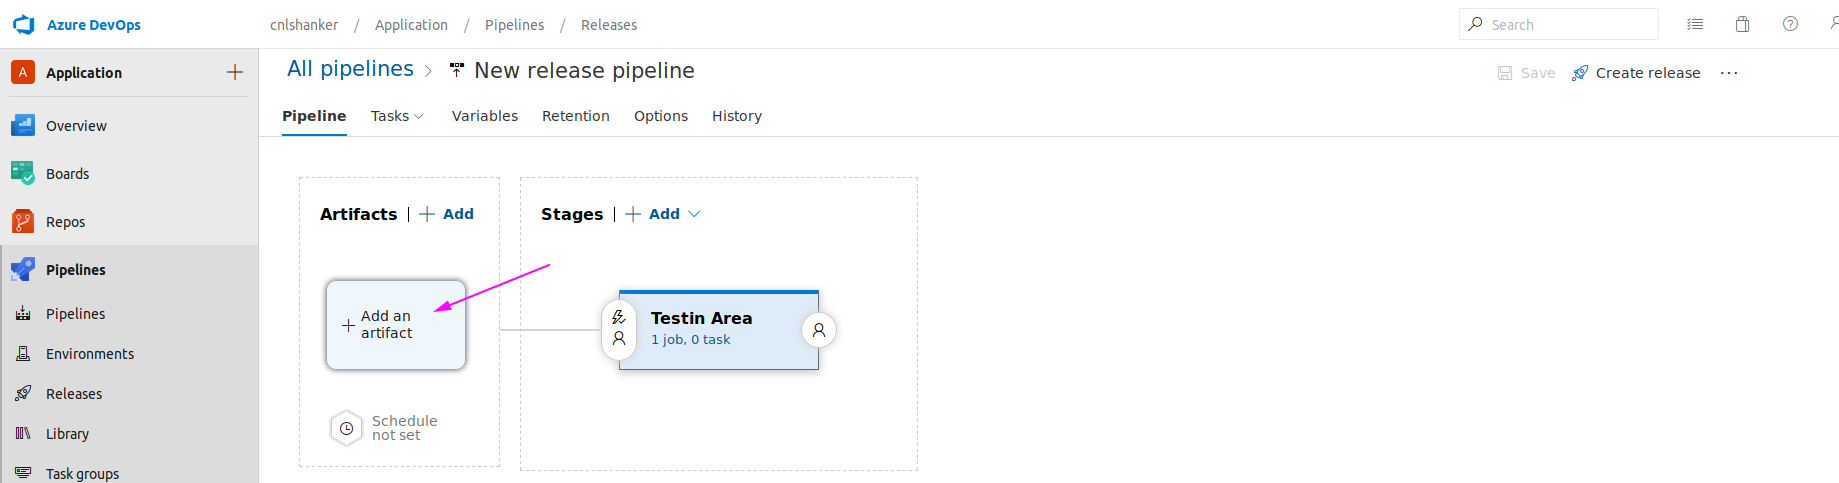 Azure DevOps
cnlshanker / Application / Pipelines / Releases
Search
A Application
Overview
Boards
Repos
Pipelines
Pipelines
Environments
Releases
Library
Task groups
All pipelines > New release pipeline
Save Create release ...
Pipeline Tasks Variables Retention Options History
Artifacts | + Add
Add an
artifact
Schedule
not set
Stages | + Add
Testin Area
1 job, 0 task